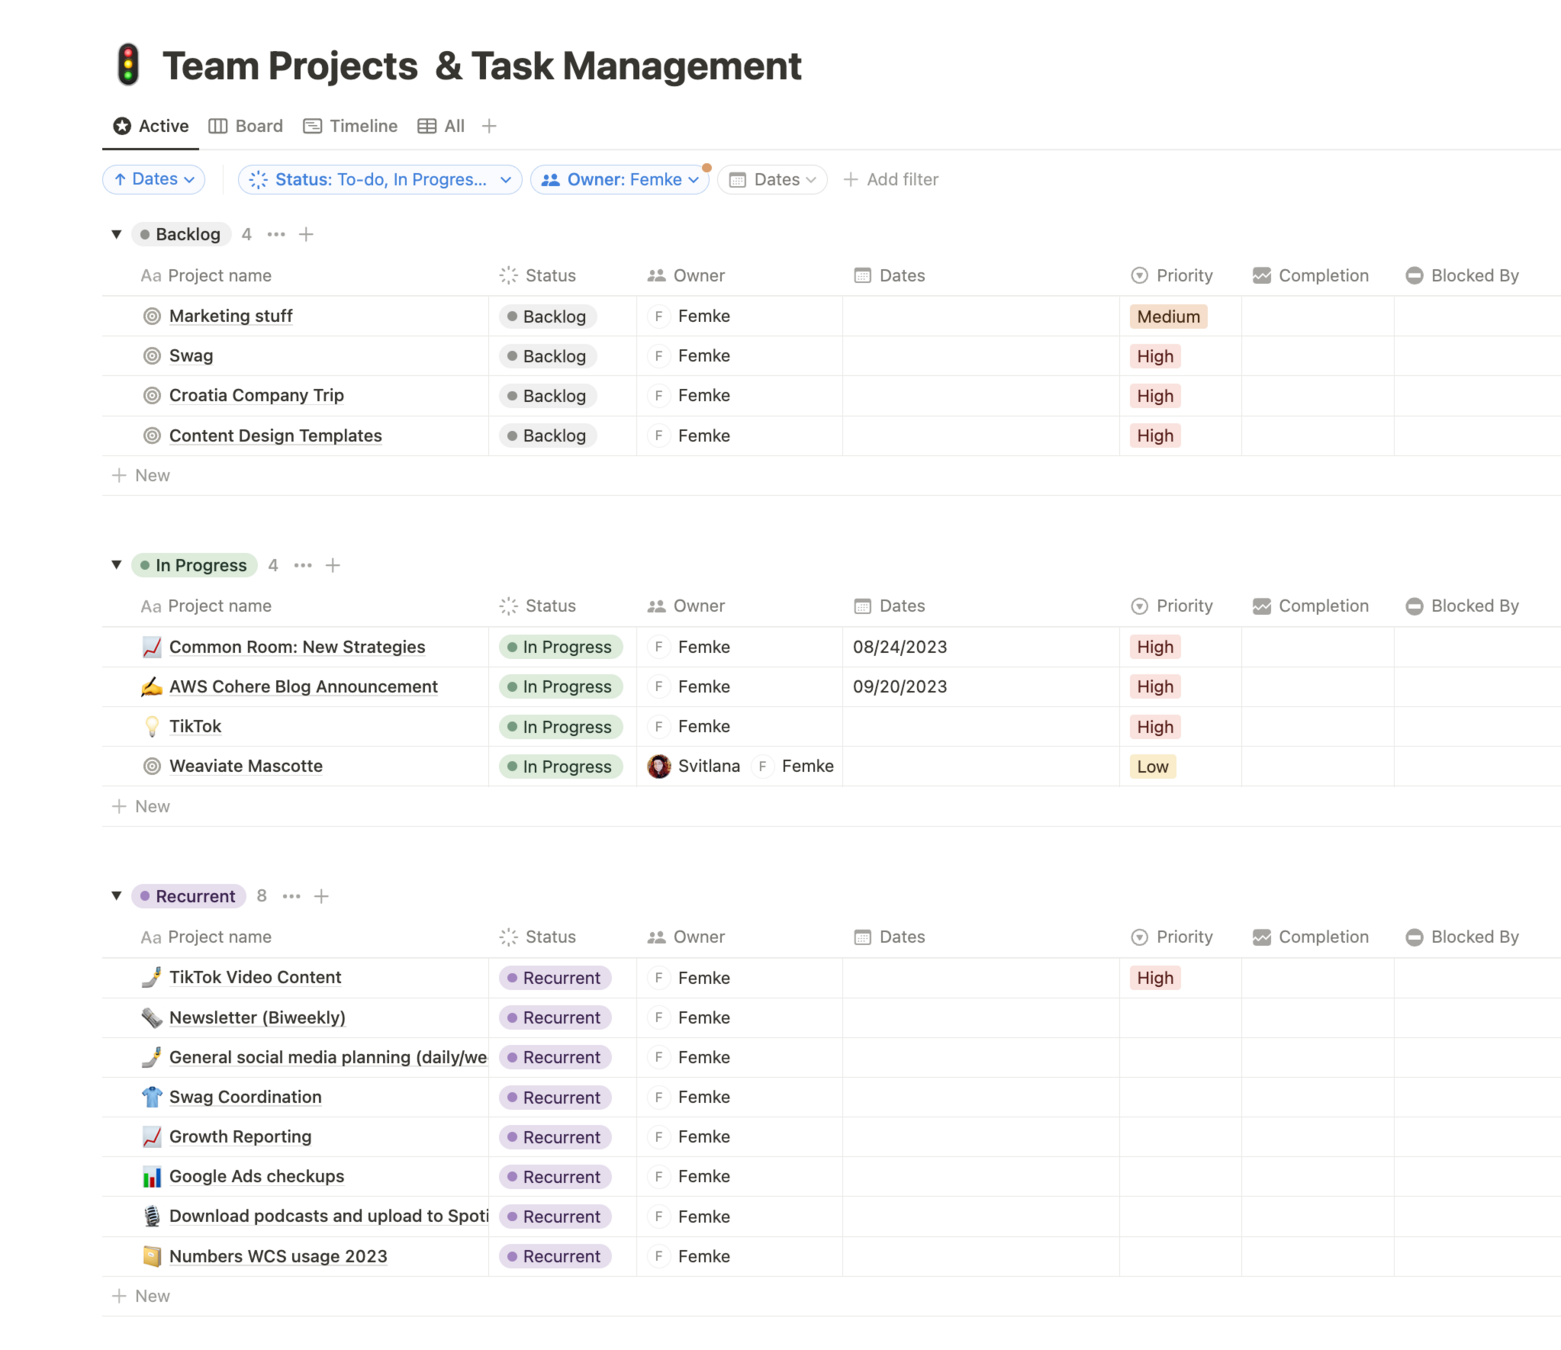 Team Projects & Task Management
Active Board Timeline All
Dates Status: To-do, In Progres... Owner: Femke Dates Add filter
Backlog 4
Aa Project name Status Owner Dates Priority Completion Blocked By
Marketing stuff Backlog F Femke Medium
Swag Backlog F Femke High
Croatia Company Trip Backlog F Femke High
Content Design Templates Backlog F Femke High
New
In Progress 4
Aa Project name Status Owner Dates Priority Completion Blocked By
Common Room: New Strategies In Progress F Femke 08/24/2023 High
AWS Cohere Blog Announcement In Progress F Femke 09/20/2023 High
TikTok In Progress F Femke High
Weaviate Mascotte In Progress Svitlana F Femke Low
New
Recurrent 8
Aa Project name Status Owner Dates Priority Completion Blocked By
TikTok Video Content Recurrent F Femke High
Newsletter (Biweekly) Recurrent F Femke
General social media planning (daily/we Recurrent F Femke
Swag Coordination Recurrent F Femke
Growth Reporting Recurrent F Femke
Google Ads checkups Recurrent F Femke
Download podcasts and upload to Spoti Recurrent F Femke
Numbers WCS usage 2023 Recurrent F Femke
New